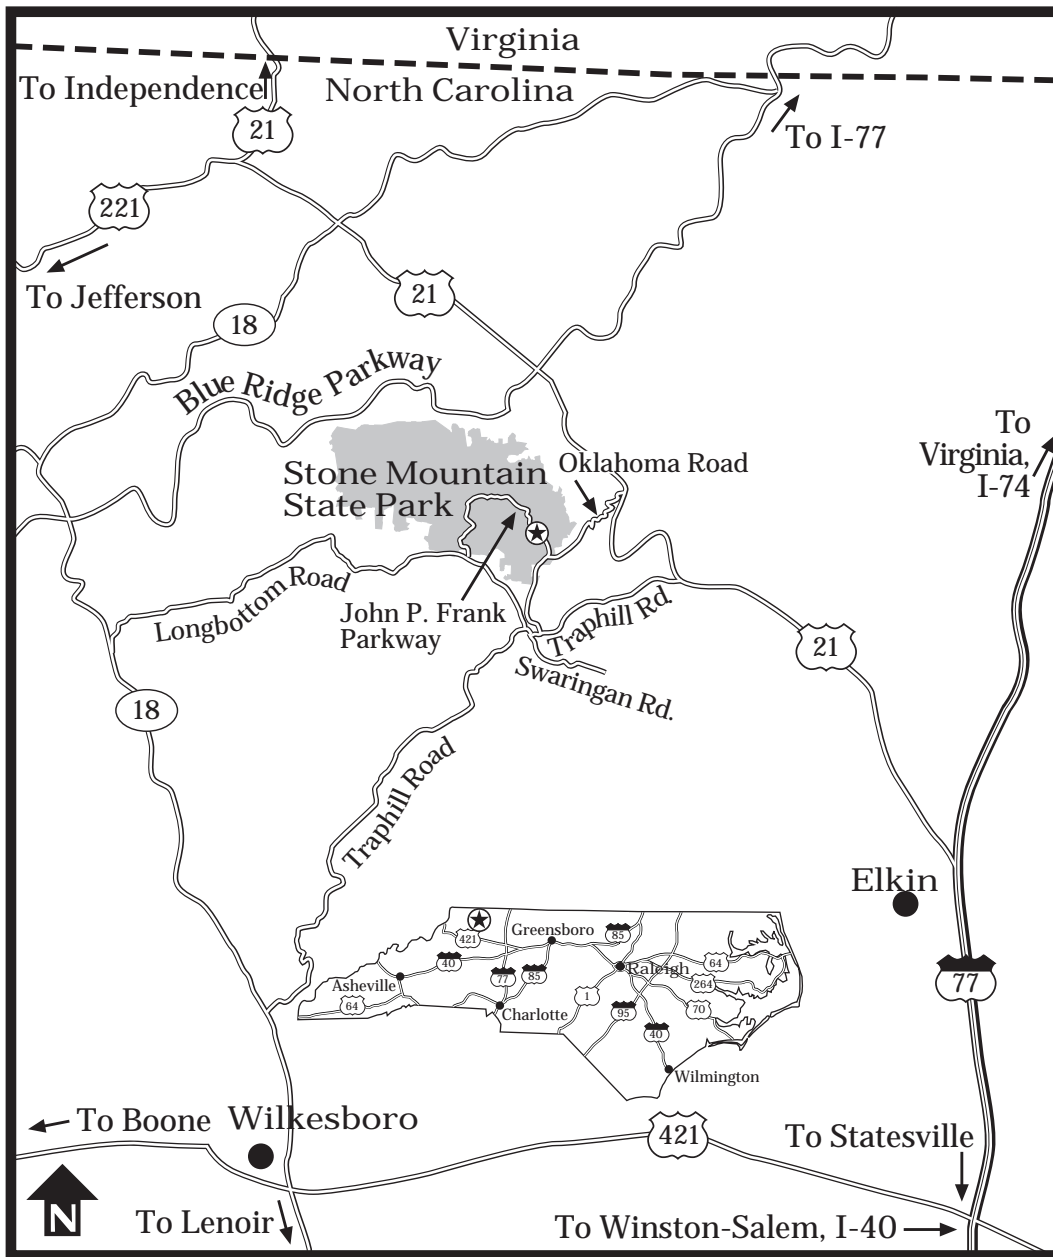 Virginia
To Independence
North Carolina
21
To I-77
221
To Jefferson
21
18
Blue Ridge Parkway
To
Virginia,
I-74
Stone Mountain
State Park
Oklahoma Road
Longbottom Road
John P. Frank
Parkway
Traphill Rd.
Swaringan Rd.
21
18
Traphill Road
Elkin
421
Greensboro
85
40
Raleigh
64
77
85
Asheville
264
64
1
Charlotte
95
70
40
Wilmington
77
To Boone
Wilkesboro
421
To Statesville
N
To Lenoir
To Winston-Salem, I-40